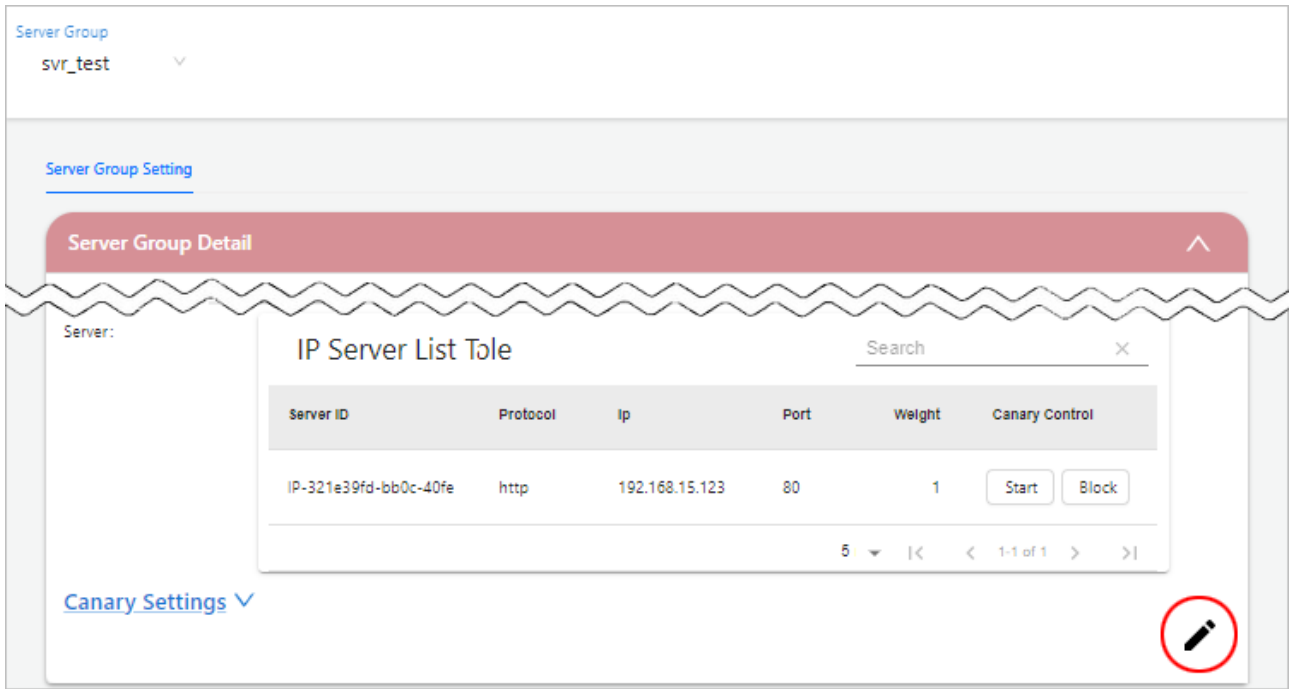 Server Group
svr_test
Server Group Setting
Server Group Detail
Server:
IP Server List Tole
Search
Server ID Protocol Ip Port Weight Canary Control
IP-321e39fd-bb0c-40fe http 192.168.15.123 80 1 Start Block
5 1-1 of 1
Canary Settings